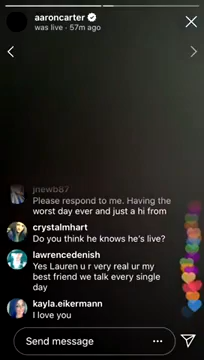 aaroncarter
was live · 57m ago
jnewb87
Please respond to me. Having the
worst day ever and just a hi from
crystalmhart
Do you think he knows he's live?
lawrencedenish
Yes Lauren u r very real ur my
best friend we talk every single
day
kayla.eikermann
I love you
Send message